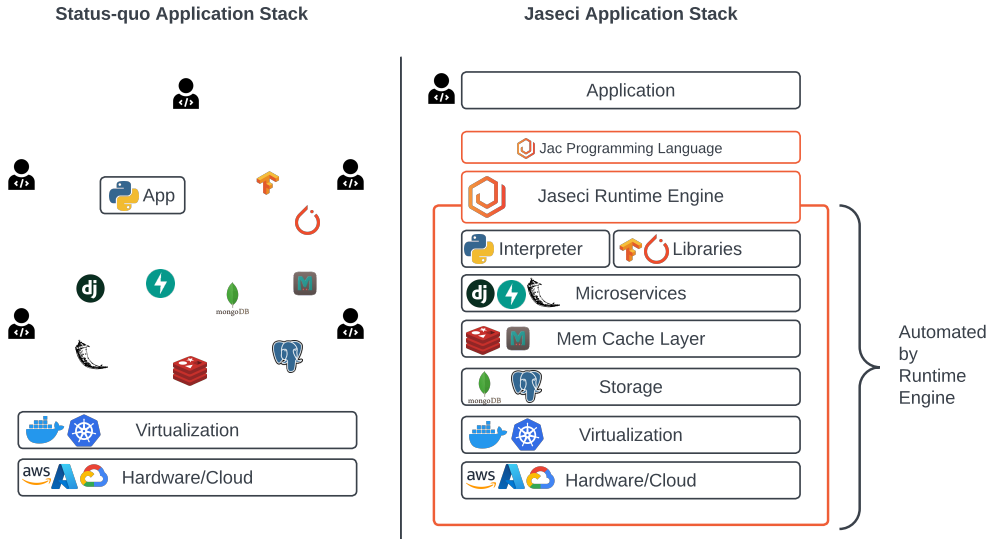 Status-quo Application Stack
App
dj
mongoDB
M
Virtualization
aws
Hardware/Cloud
Jaseci Application Stack
Application
Jac Programming Language
Jaseci Runtime Engine
Interpreter
Libraries
dj
Microservices
M
Mem Cache Layer
mongoDB
Storage
Virtualization
aws
Hardware/Cloud
Automated
by
Runtime
Engine